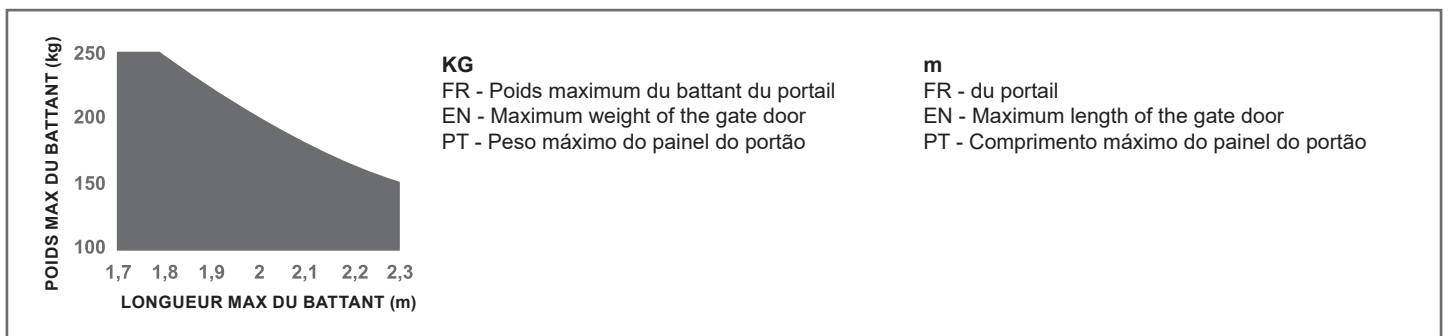 POIDS MAX DU BATTANT (kg)
250
200
150
100
1,7 1,8 1,9 2 2,1 2,2 2,3
LONGUEUR MAX DU BATTANT (m)
KG
FR - Poids maximum du battant du portail
EN - Maximum weight of the gate door
PT - Peso máximo do painel do portão
m
FR - du portail
EN - Maximum length of the gate door
PT - Comprimento máximo do painel do portão